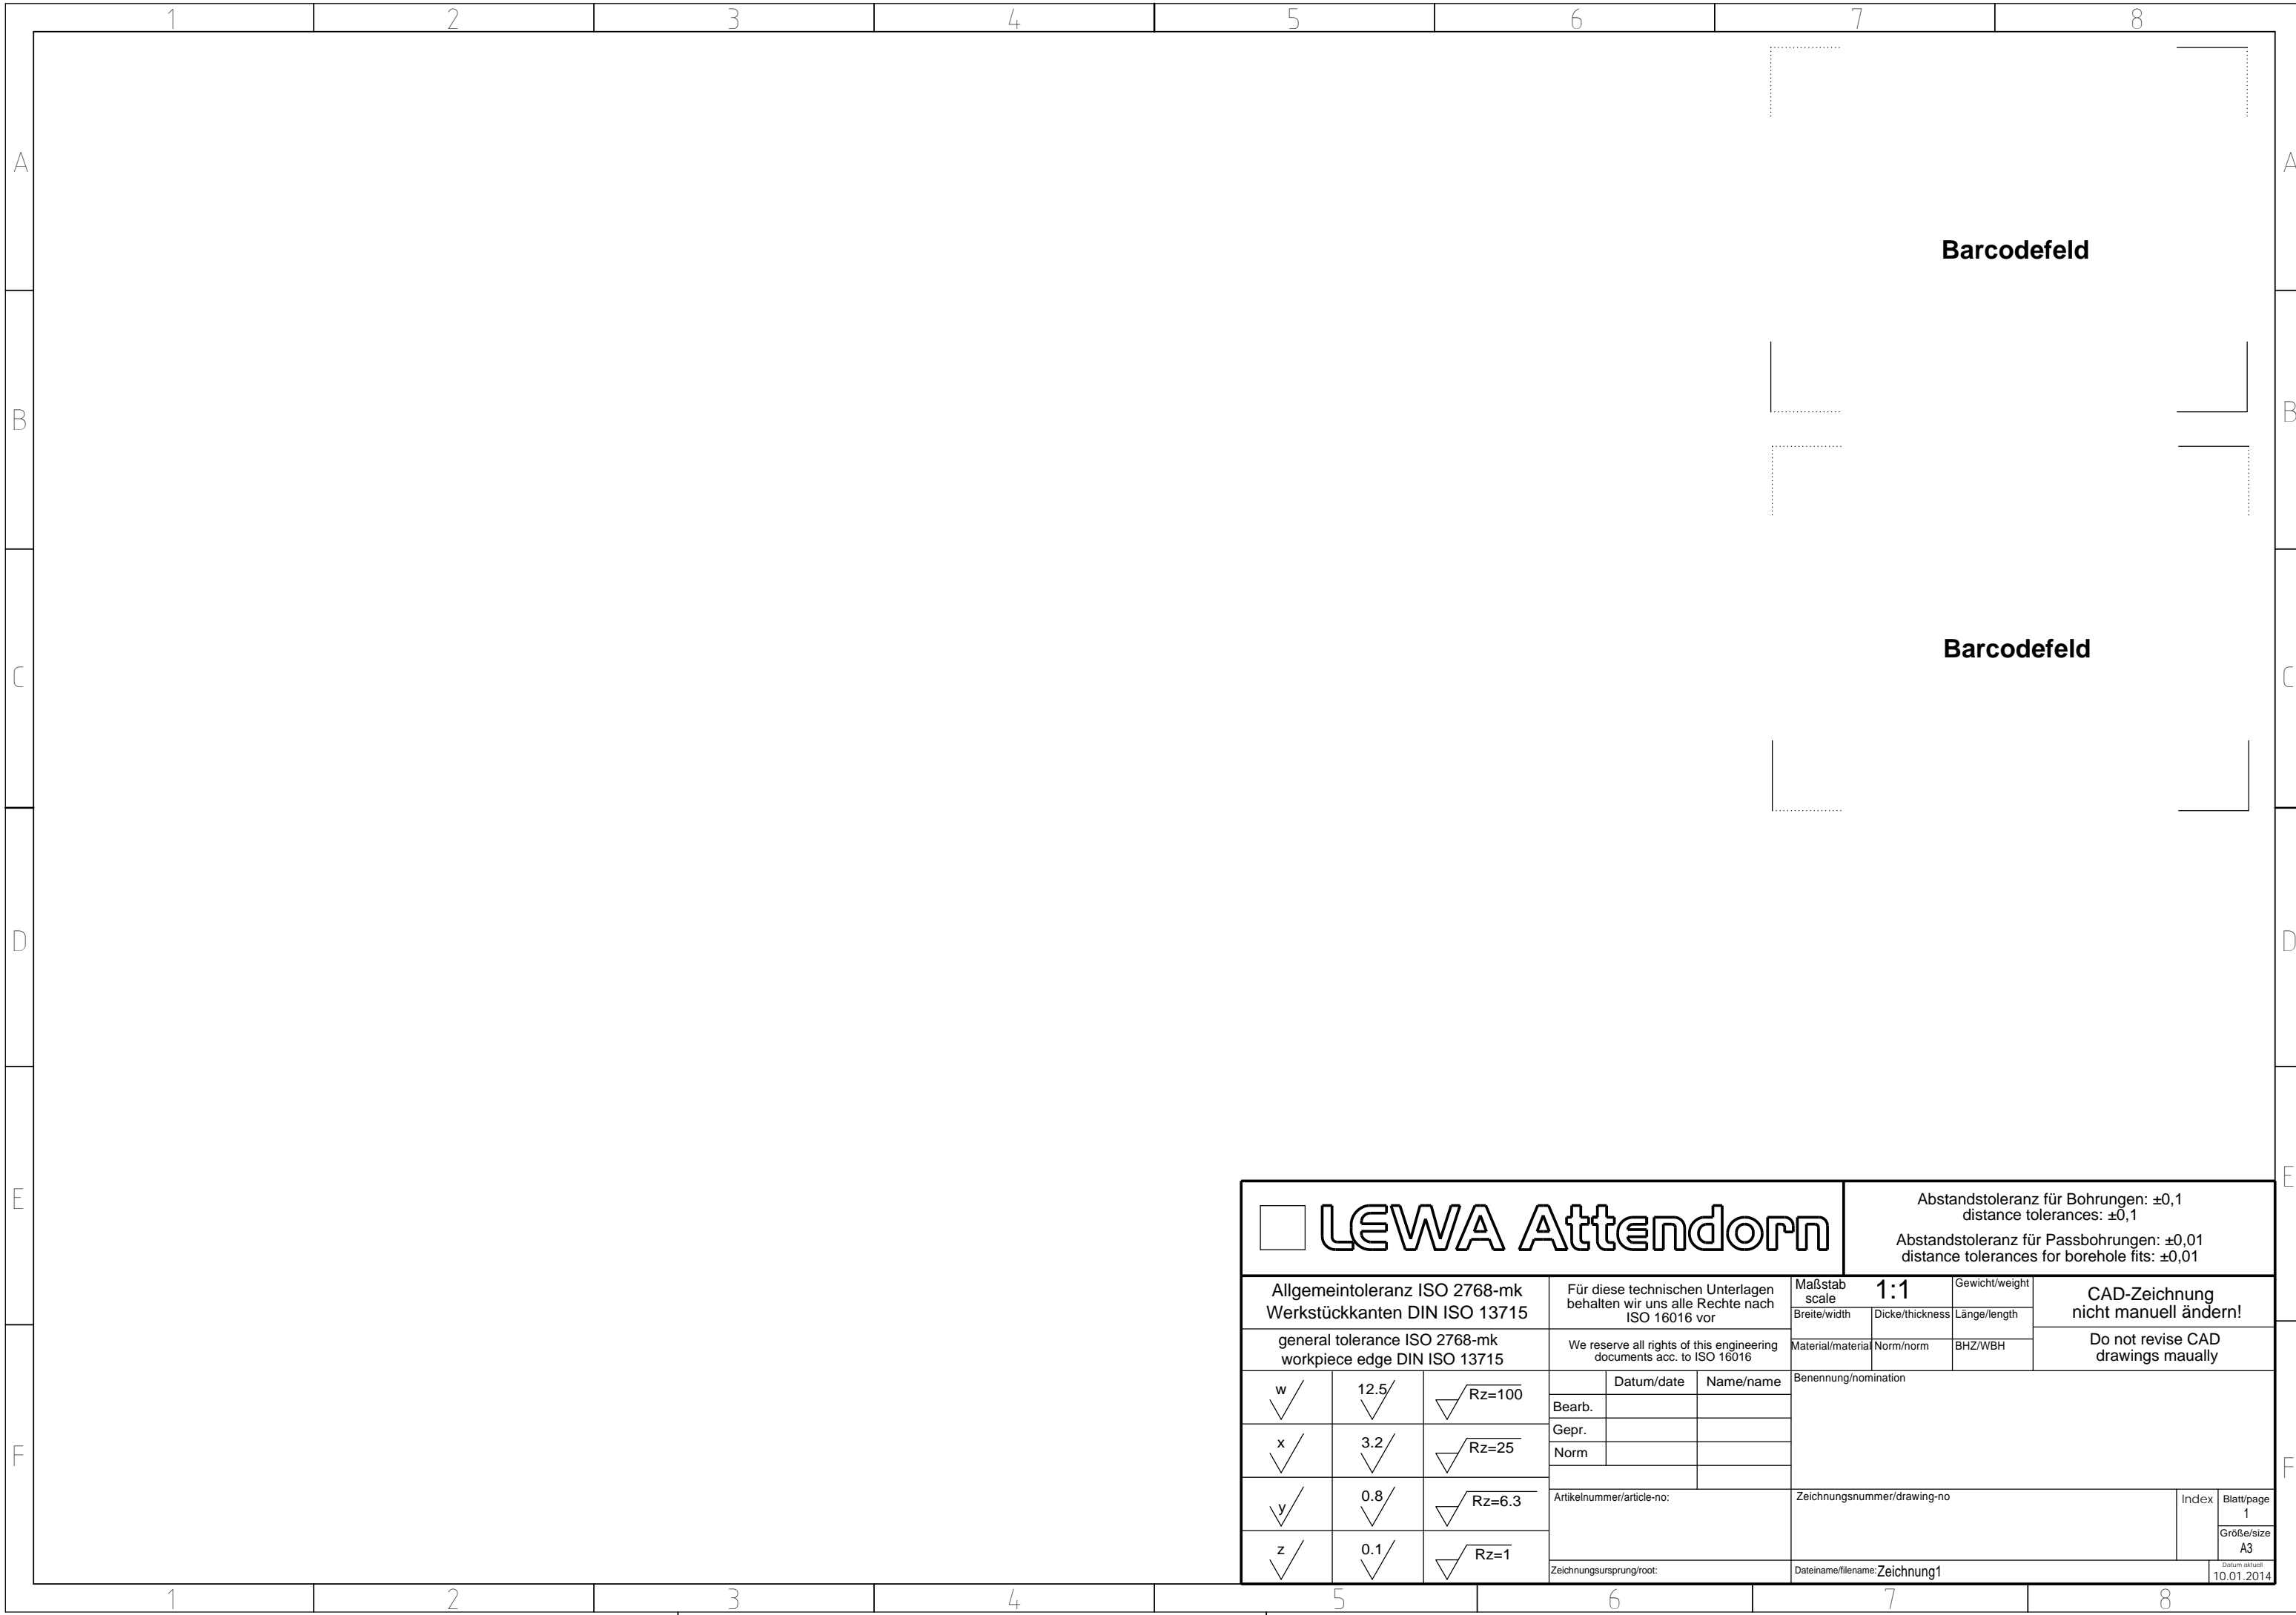 1 2 3 4 5 6 7 8
A A
Barcodefeld
B B
Barcodefeld
C C
D D
E E
LEWA Attendorn
Abstandstoleranz für Bohrungen: ±0,1
distance tolerances: ±0,1
Abstandstoleranz für Passbohrungen: ±0,01
distance tolerances for borehole fits: ±0,01
Allgemeintoleranz ISO 2768-mk
Werkstückkanten DIN ISO 13715
general tolerance ISO 2768-mk
workpiece edge DIN ISO 13715
Für diese technischen Unterlagen
behalten wir uns alle Rechte nach
ISO 16016 vor
We reserve all rights of this engineering
documents acc. to ISO 16016
Maßstab
scale
1:1
Gewicht/weight
Breite/width Dicke/thickness Länge/length
Material/material Norm/norm BHZ/WBH
CAD-Zeichnung
nicht manuell ändern!
Do not revise CAD
drawings maually
w 12.5 Rz=100
x 3.2 Rz=25
y 0.8 Rz=6.3
z 0.1 Rz=1
Datum/date Name/name
Bearb.
Gepr.
Norm
Benennung/nomination
Artikelnummer/article-no:
Zeichnungsnummer/drawing-no
Index
Blatt/page
1
Größe/size
A3
Zeichnungsursprung/root:
Dateiname/filename: Zeichnung1
Datum aktuell
10.01.2014
F F
1 2 3 4 5 6 7 8